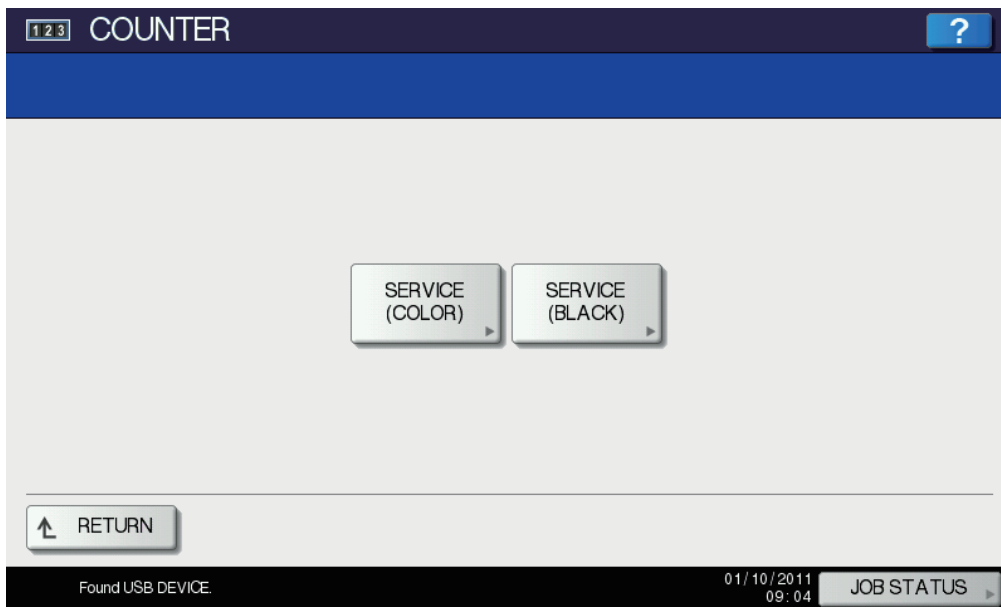 123 COUNTER ?
SERVICE
(COLOR)
SERVICE
(BLACK)
RETURN
Found USB DEVICE.
01/10/2011
09:04
JOB STATUS